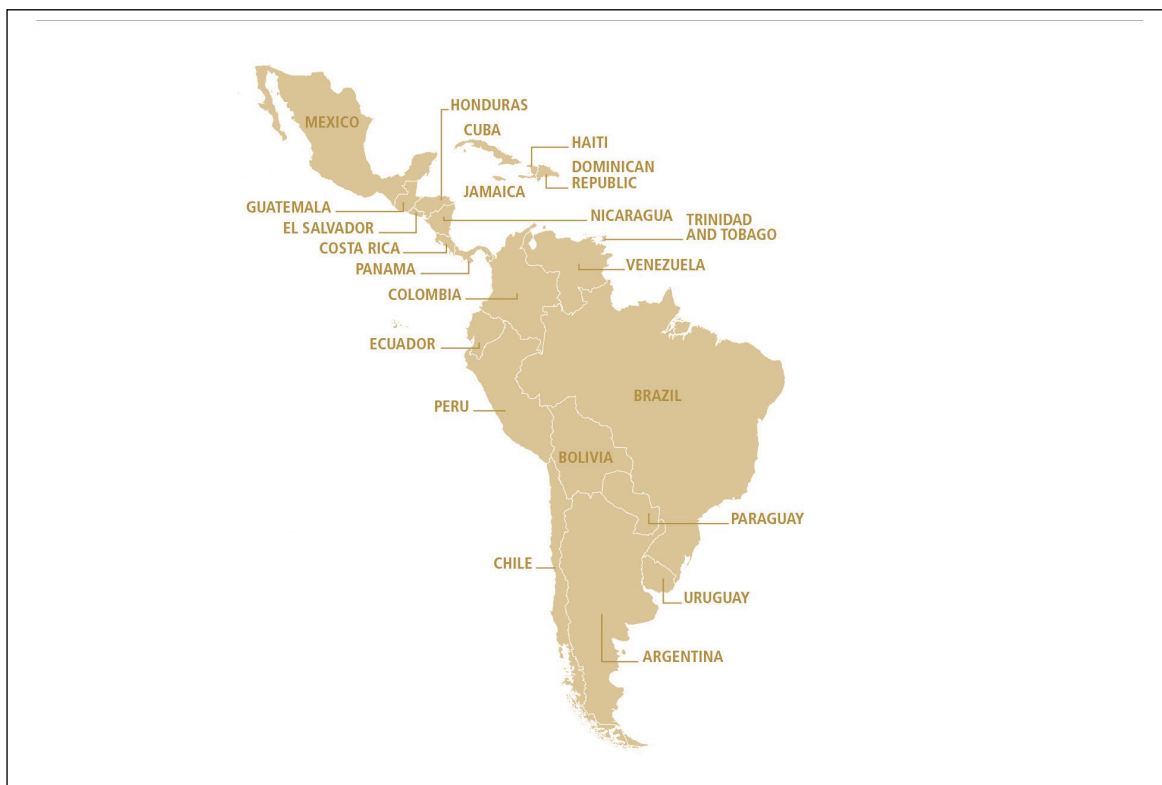 HONDURAS
MEXICO
CUBA
HAITI
DOMINICAN
REPUBLIC
JAMAICA
GUATEMALA
NICARAGUA
TRINIDAD
AND TOBAGO
EL SALVADOR
COSTA RICA
PANAMA
VENEZUELA
COLOMBIA
ECUADOR
BRAZIL
PERU
BOLIVIA
PARAGUAY
CHILE
URUGUAY
ARGENTINA